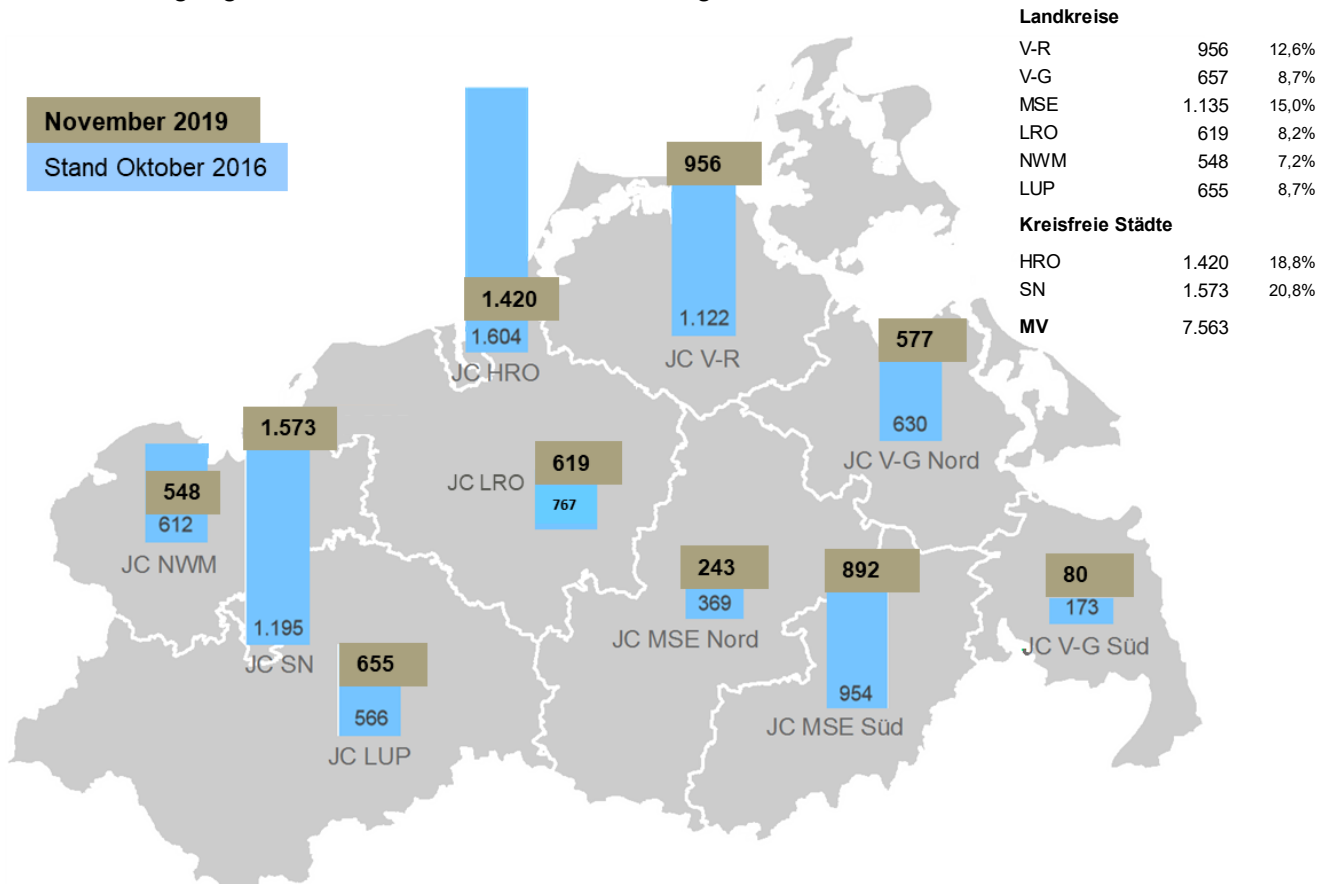 Landkreise
V-R 956 12,6%
V-G 657 8,7%
MSE 1.135 15,0%
LRO 619 8,2%
NWM 548 7,2%
LUP 655 8,7%
Kreisfreie Städte
HRO 1.420 18,8%
SN 1.573 20,8%
MV 7.563
November 2019
Stand Oktober 2016
956
1.122
JC V-R
1.420
1.604
JC HRO
577
630
JC V-G Nord
1.573
1.195
JC SN
548
612
JC NWM
619
JC LRO
767
243
369
JC MSE Nord
892
954
JC MSE Süd
80
173
JC V-G Süd
655
566
JC LUP